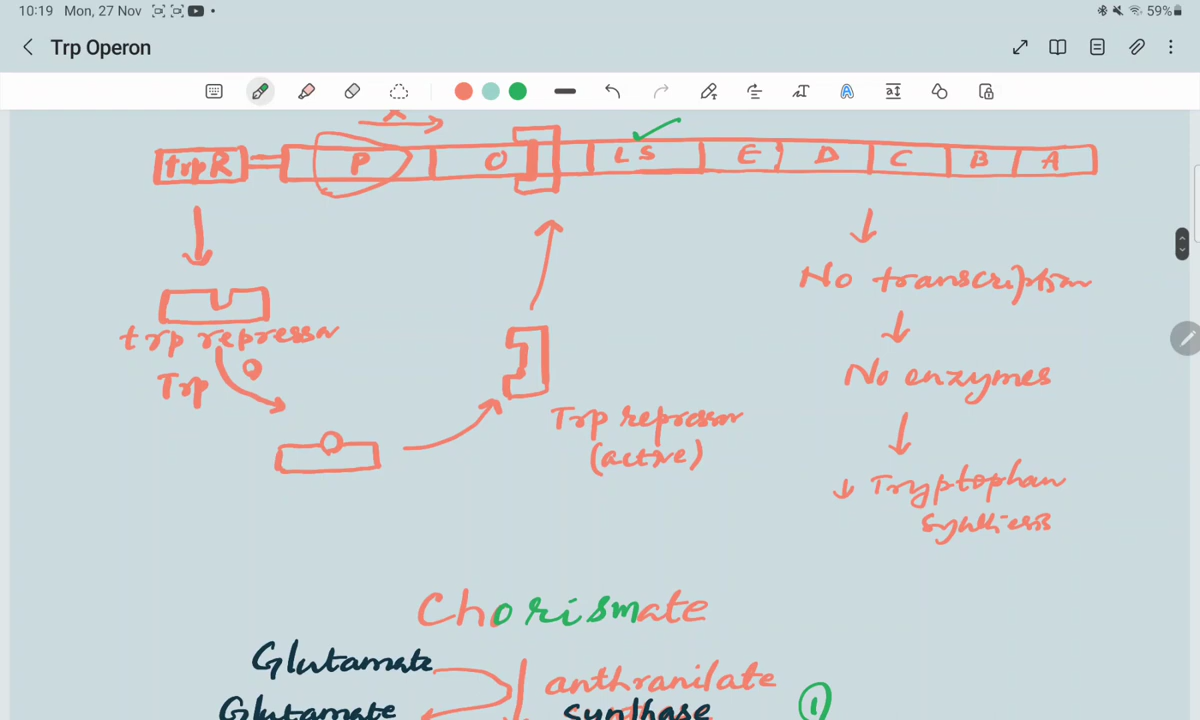 10:19 Mon, 27 Nov
59%
Trp Operon
trpR P O LS E D C B A
No transcription
trp repressor
Trp
No enzymes
Trp repressor
(active)
↓ Tryptophan
synthesis
Chorismate
Glutamate
anthranilate
Glutamate
synthase
1